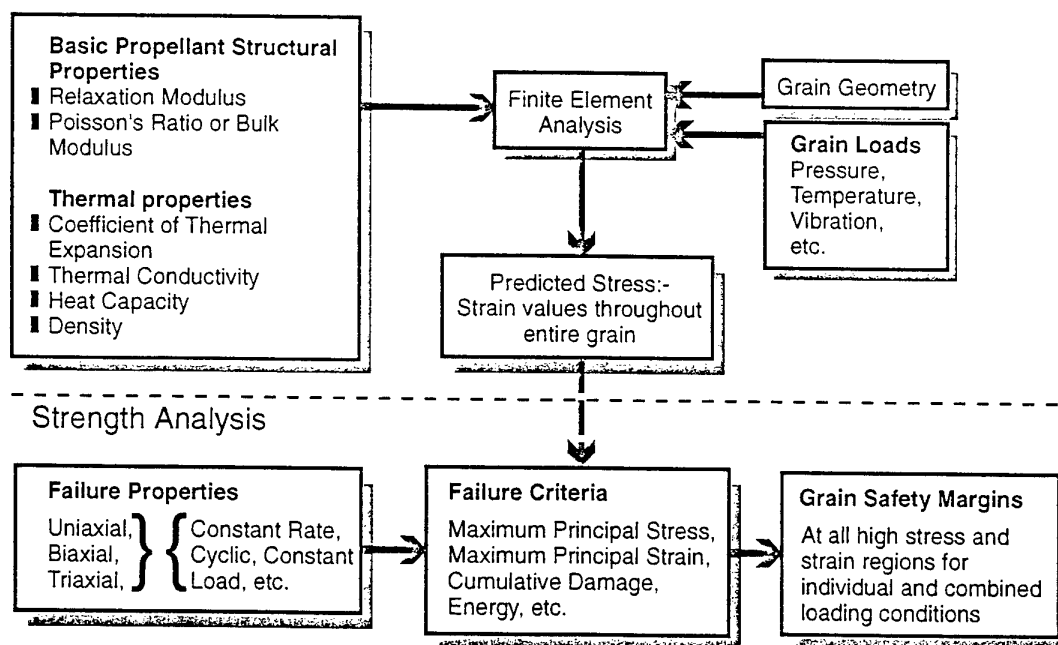 Basic Propellant Structural
Properties
Relaxation Modulus
Poisson's Ratio or Bulk
Modulus
Thermal properties
Coefficient of Thermal
Expansion
Thermal Conductivity
Heat Capacity
Density
Finite Element
Analysis
Grain Geometry
Grain Loads
Pressure,
Temperature,
Vibration,
etc.
Predicted Stress:-
Strain values throughout
entire grain
Strength Analysis
Failure Properties
Uniaxial,
Biaxial,
Triaxial,
Constant Rate,
Cyclic, Constant
Load, etc.
Failure Criteria
Maximum Principal Stress,
Maximum Principal Strain,
Cumulative Damage,
Energy, etc.
Grain Safety Margins
At all high stress and
strain regions for
individual and combined
loading conditions